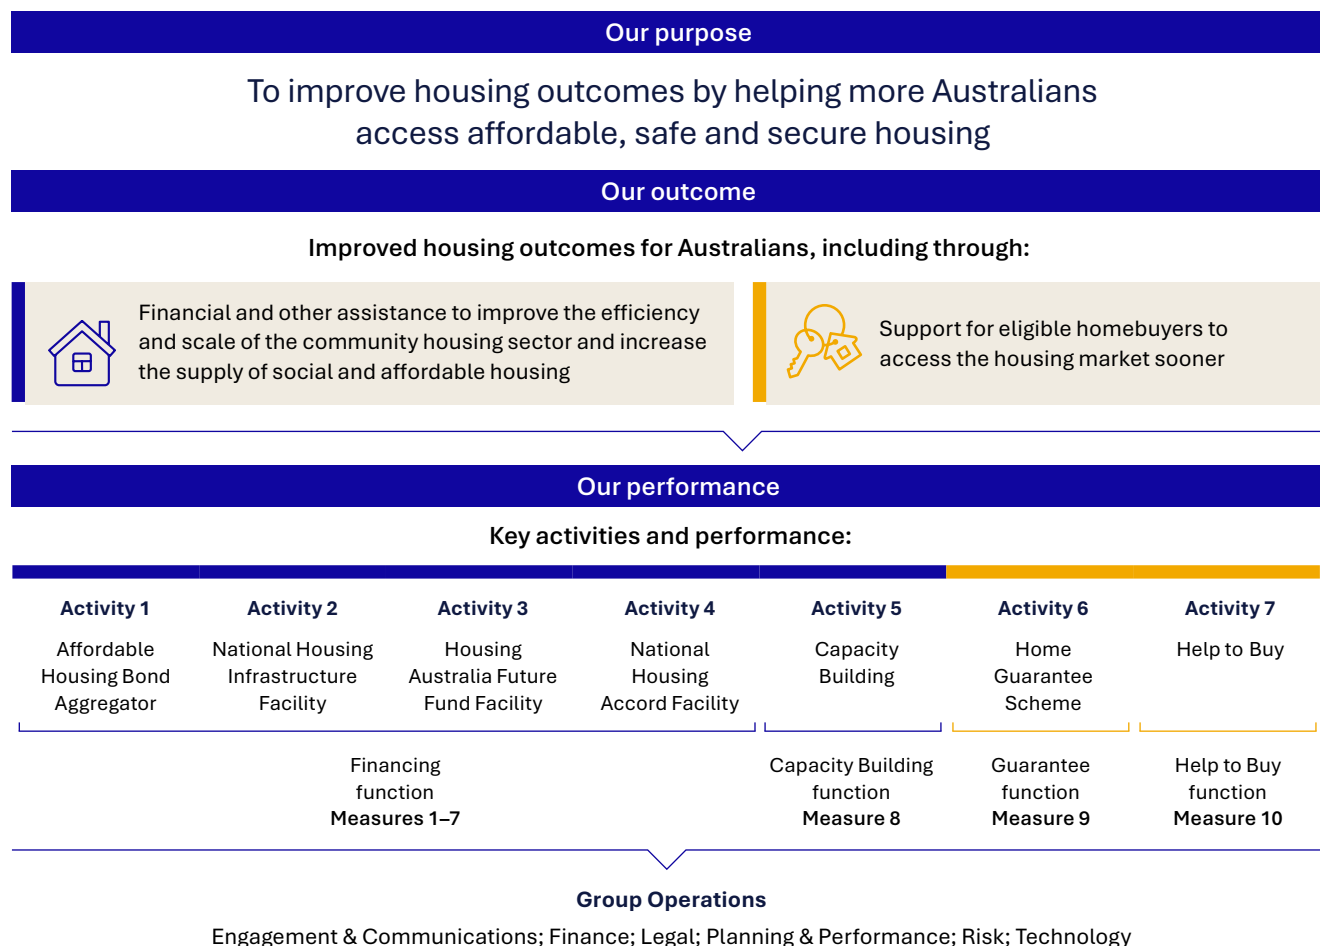 Our purpose
To improve housing outcomes by helping more Australians
access affordable, safe and secure housing
Our outcome
Improved housing outcomes for Australians, including through:
Financial and other assistance to improve the efficiency
and scale of the community housing sector and increase
the supply of social and affordable housing
Support for eligible homebuyers to
access the housing market sooner
Our performance
Key activities and performance:
Activity 1
Affordable
Housing Bond
Aggregator
Activity 2
National Housing
Infrastructure
Facility
Activity 3
Housing
Australia Future
Fund Facility
Activity 4
National
Housing
Accord Facility
Activity 5
Capacity
Building
Activity 6
Home
Guarantee
Scheme
Activity 7
Help to Buy
Financing
function
Measures 1–7
Capacity Building
function
Measure 8
Guarantee
function
Measure 9
Help to Buy
function
Measure 10
Group Operations
Engagement & Communications; Finance; Legal; Planning & Performance; Risk; Technology